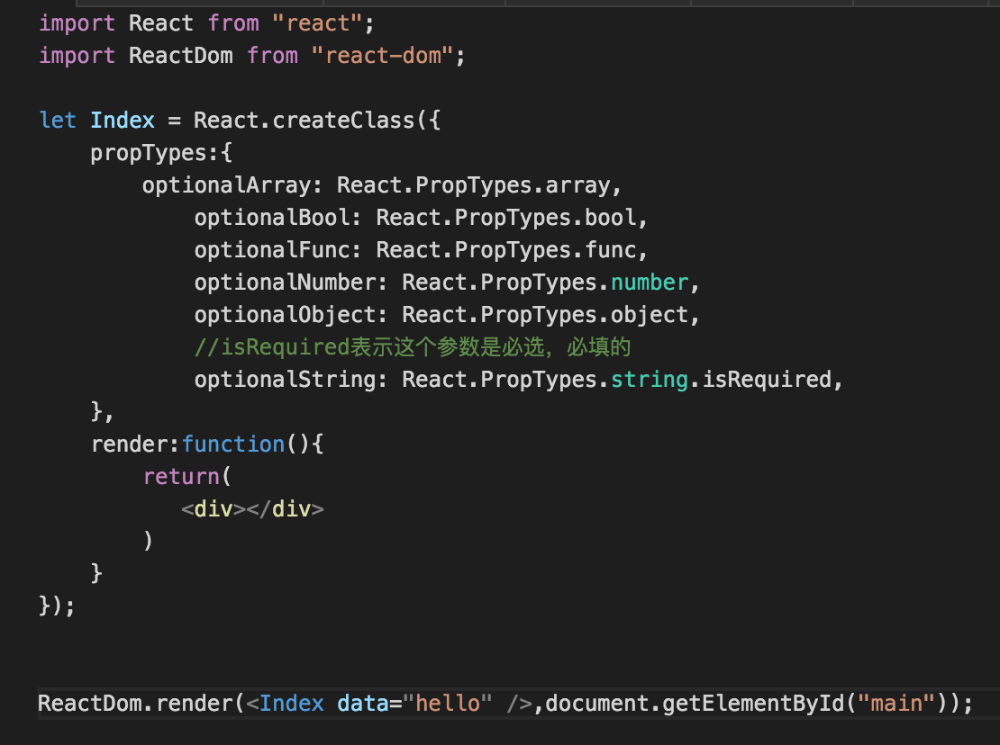 import React from "react";
import ReactDom from "react-dom";
let Index = React.createClass({
propTypes:{
optionalArray: React.PropTypes.array,
optionalBool: React.PropTypes.bool,
optionalFunc: React.PropTypes.func,
optionalNumber: React.PropTypes.number,
optionalObject: React.PropTypes.object,
//isRequired表示这个参数是必选，必填的
optionalString: React.PropTypes.string.isRequired,
},
render:function(){
return(
<div></div>
)
}
});
ReactDom.render(<Index data="hello" />,document.getElementById("main"));